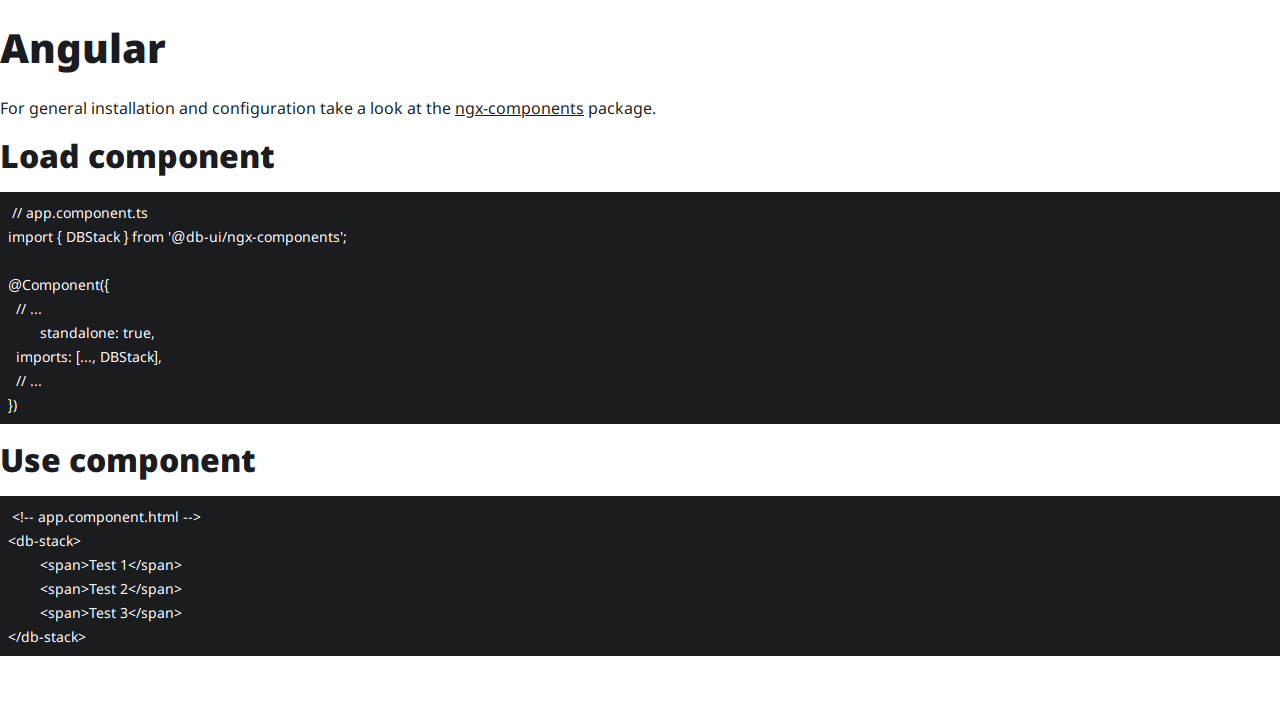 Angular
For general installation and configuration take a look at the ngx-components package.
Load component
// app.component.ts
import { DBStack } from '@db-ui/ngx-components';
@Component({
// ...
standalone: true,
imports: [..., DBStack],
// ...
})
Use component
<!-- app.component.html -->
<db-stack>
<span>Test 1</span>
<span>Test 2</span>
<span>Test 3</span>
</db-stack>